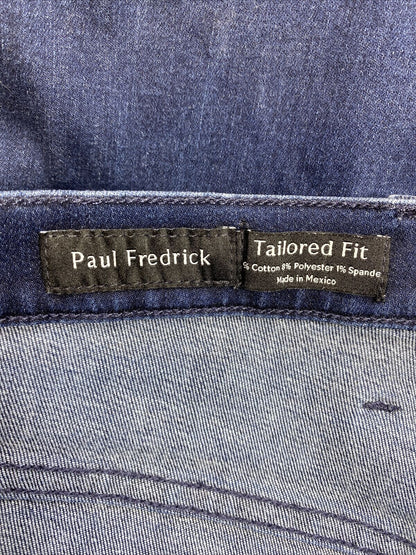 Paul Fredrick
Tailored Fit
% Cotton 8% Polyester 1% Spande
Made in Mexico